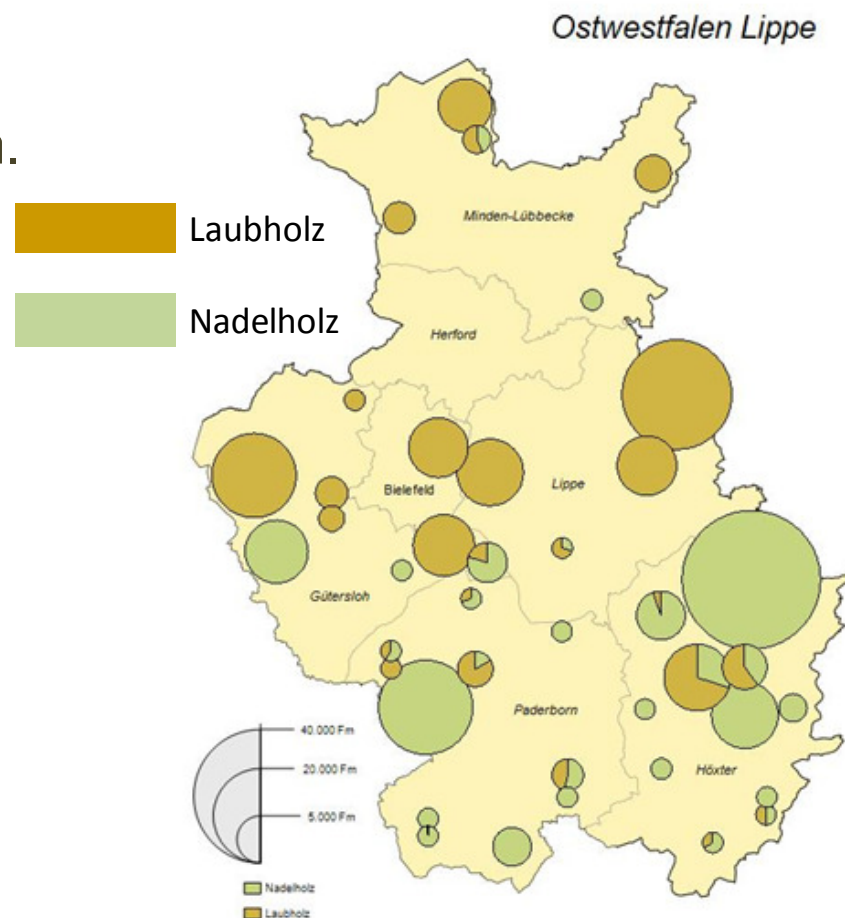 Ostwestfalen Lippe
n.
Laubholz
Nadelholz
Minden-Lübbecke
Herford
Bielefeld
Lippe
Gütersloh
Paderborn
Höxter
40.000 Fm
20.000 Fm
5.000 Fm
Nadelholz
Laubholz